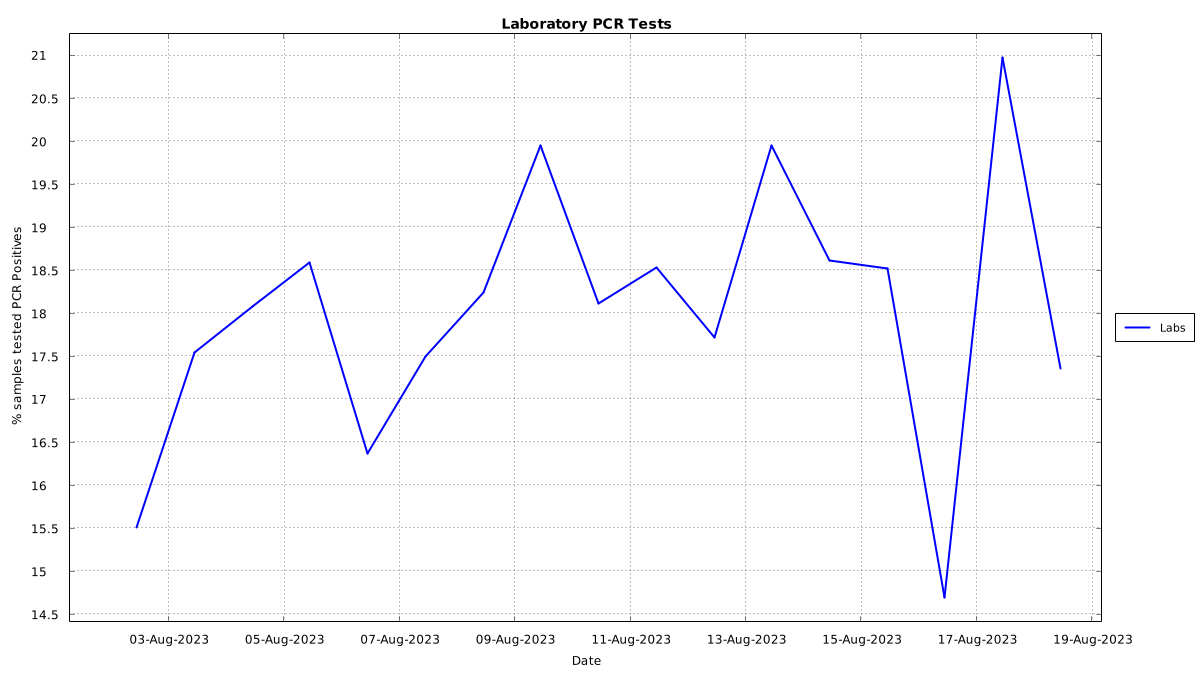 Laboratory PCR Tests
% samples tested PCR Positives
21
20.5
20
19.5
19
18.5
18
17.5
17
16.5
16
15.5
15
14.5
03-Aug-2023 05-Aug-2023 07-Aug-2023 09-Aug-2023 11-Aug-2023 13-Aug-2023 15-Aug-2023 17-Aug-2023 19-Aug-2023
Date
Labs